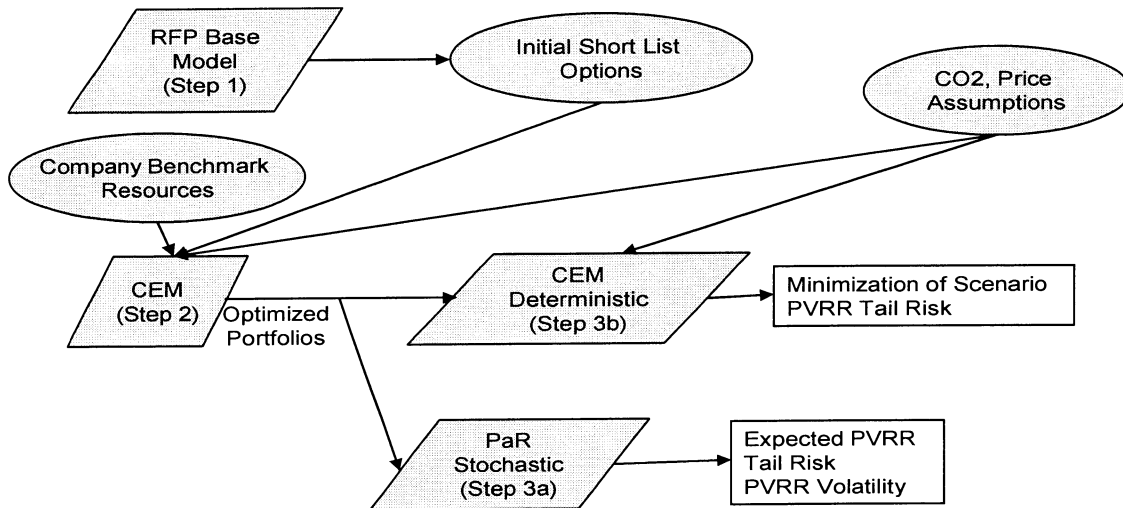 RFP Base
Model
(Step 1)
Initial Short List
Options
CO2, Price
Assumptions
Company Benchmark
Resources
CEM
(Step 2)
Optimized
Portfolios
CEM
Deterministic
(Step 3b)
Minimization of Scenario
PVRR Tail Risk
PaR
Stochastic
(Step 3a)
Expected PVRR
Tail Risk
PVRR Volatility